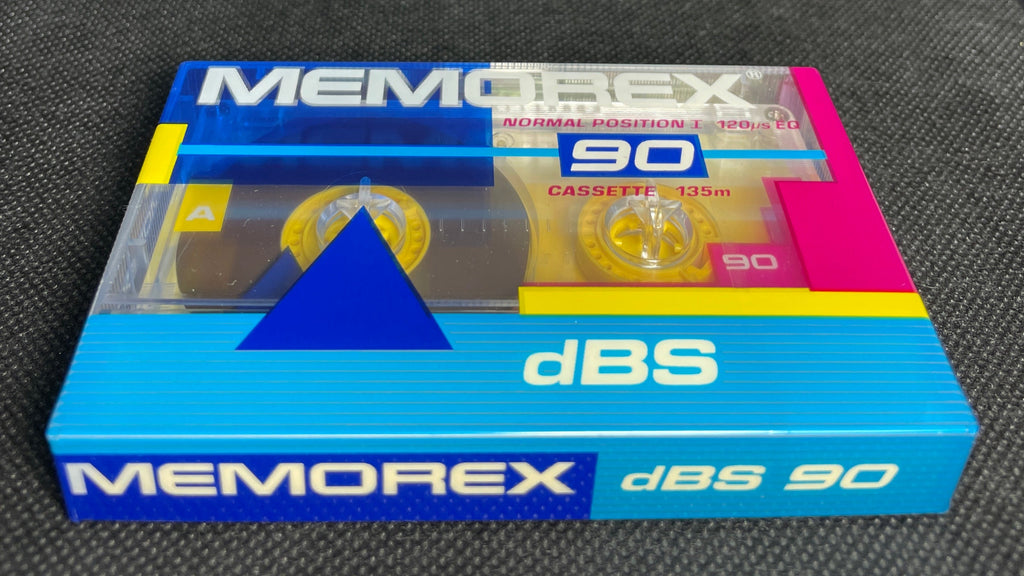 MEMOREX®
NORMAL POSITION I 120µs EQ
90
CASSETTE 135m
A
90
dBS
MEMOREX dBS 90